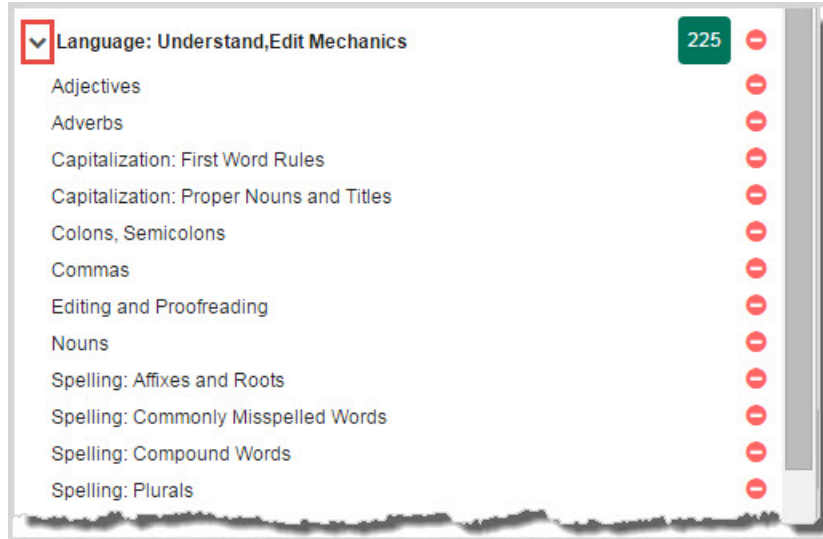 Language: Understand,Edit Mechanics 225
Adjectives
Adverbs
Capitalization: First Word Rules
Capitalization: Proper Nouns and Titles
Colons, Semicolons
Commas
Editing and Proofreading
Nouns
Spelling: Affixes and Roots
Spelling: Commonly Misspelled Words
Spelling: Compound Words
Spelling: Plurals